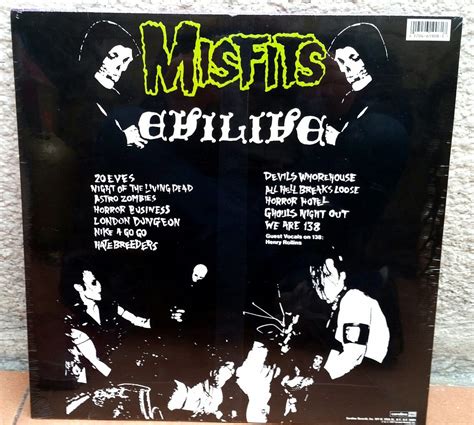 MISFITS
EVILIVE
20 EYES
NIGHT OF THE LIVING DEAD
ASTRO ZOMBIES
HORROR BUSINESS
LONDON DUNGEON
NIKE A GO GO
HATEBREEDERS
DEVILS WHOREHOUSE
ALL HELL BREAKS LOOSE
HORROR HOTEL
GHOULS NIGHT OUT
WE ARE 138
Guest Vocals on 138:
Henry Rollins